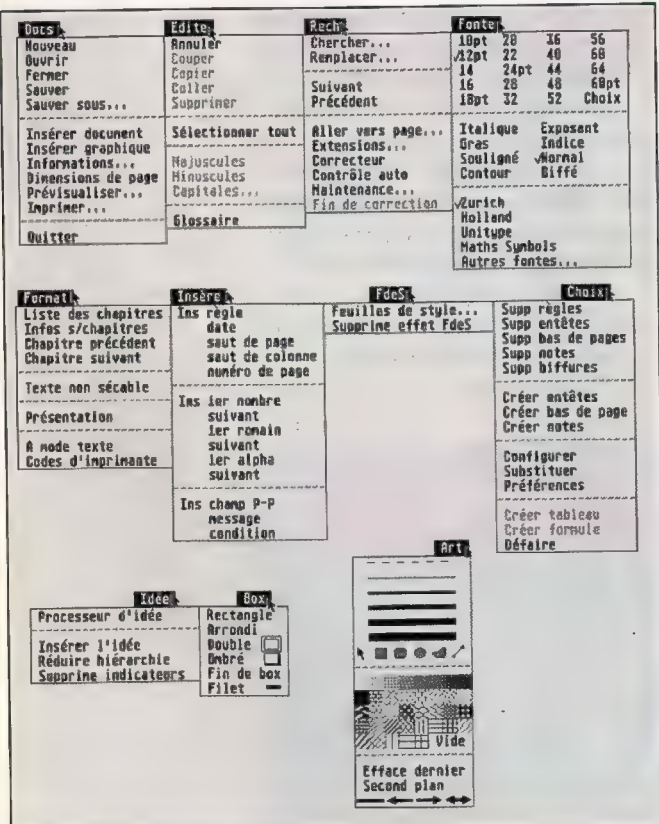 Docs
Nouveau
Ouvrir
Fermer
Sauver
Sauver sous...
Insérer document
Insérer graphique
Informations...
Dimensions de page
Prévisualiser...
Imprimer...
Quitter
Edite
Annuler
Couper
Copier
Coller
Supprimer
Sélectionner tout
Majuscules
Minuscules
Capitales...
Glossaire
Rech
Chercher...
Remplacer...
Suivant
Précédent
Aller vers page...
Extensions...
Correcteur
Contrôle auto
Maintenance...
Fin de correction
Fonte
10pt 20 36 56
√12pt 22 40 60
14 24pt 44 64
16 28 48 68pt
18pt 32 52 Choix
Italique Exposant
Gras Indice
Souligné √Normal
Contour Biffé
√Zurich
Holland
Unitype
Maths Symbols
Autres fontes...
Format
Liste des chapitres
Infos s/chapitres
Chapitre précédent
Chapitre suivant
Texte non sécable
Présentation
A mode texte
Codes d'imprimante
Insère
Ins règle
date
saut de page
saut de colonne
numéro de page
Ins 1er nombre
suivant
1er romain
suivant
1er alpha
suivant
Ins champ P-P
message
condition
FdeS
Feuilles de style...
Supprime effet FdeS
Choix
Supp règles
Supp entêtes
Supp bas de pages
Supp notes
Supp biffures
Créer entêtes
Créer bas de page
Créer notes
Configurer
Substituer
Préférences
Créer tableau
Créer formule
Défaire
Idée
Processeur d'idée
Insérer l'idée
Réduire hiérarchie
Supprime indicateurs
Box
Rectangle
Arrondi
Double
Ombré
Fin de box
Filet
Art
Vide
Efface dernier
Second plan